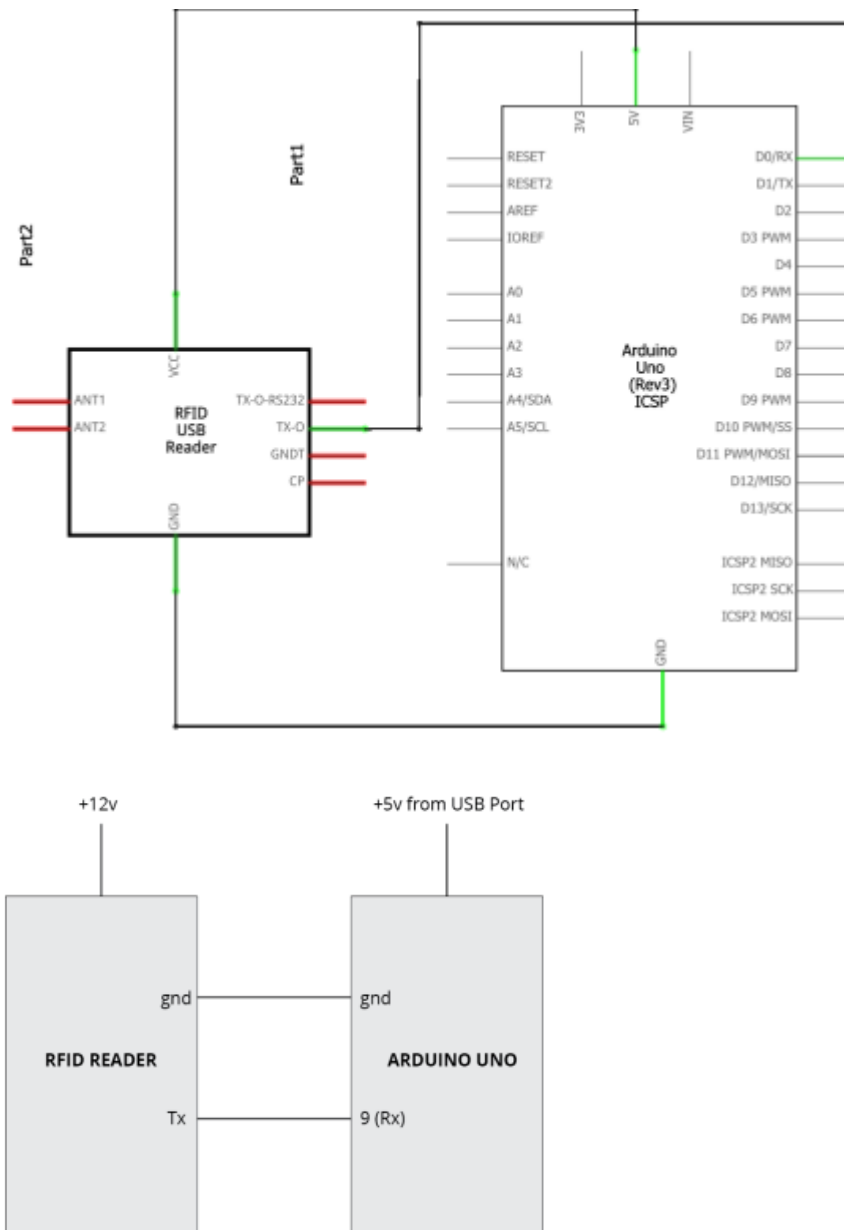 Part1
Part2
3V3
5V
VIN
RESET
RESET2
AREF
IOREF
A0
A1
A2
A3
A4/SDA
A5/SCL
N/C
Arduino
Uno
(Rev3)
ICSP
D0/RX
D1/TX
D2
D3 PWM
D4
D5 PWM
D6 PWM
D7
D8
D9 PWM
D10 PWM/SS
D11 PWM/MOSI
D12/MISO
D13/SCK
ICSP2 MISO
ICSP2 SCK
ICSP2 MOSI
GND
VCC
ANT1
ANT2
RFID
USB
Reader
TX-O-RS232
TX-O
GNDT
CP
GND
+12v
+5v from USB Port
gnd
gnd
RFID READER
ARDUINO UNO
Tx
9 (Rx)